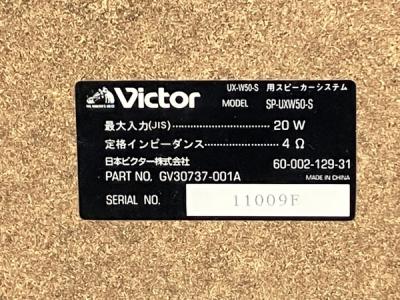 Victor
UX-W50-S 用スピーカーシステム
MODEL SP-UXW50-S
最大入力(JIS) 20 W
定格インピーダンス 4 Ω
日本ビクター株式会社 60-002-129-31
PART NO. GV30737-001A MADE IN CHINA
SERIAL NO. 11009F